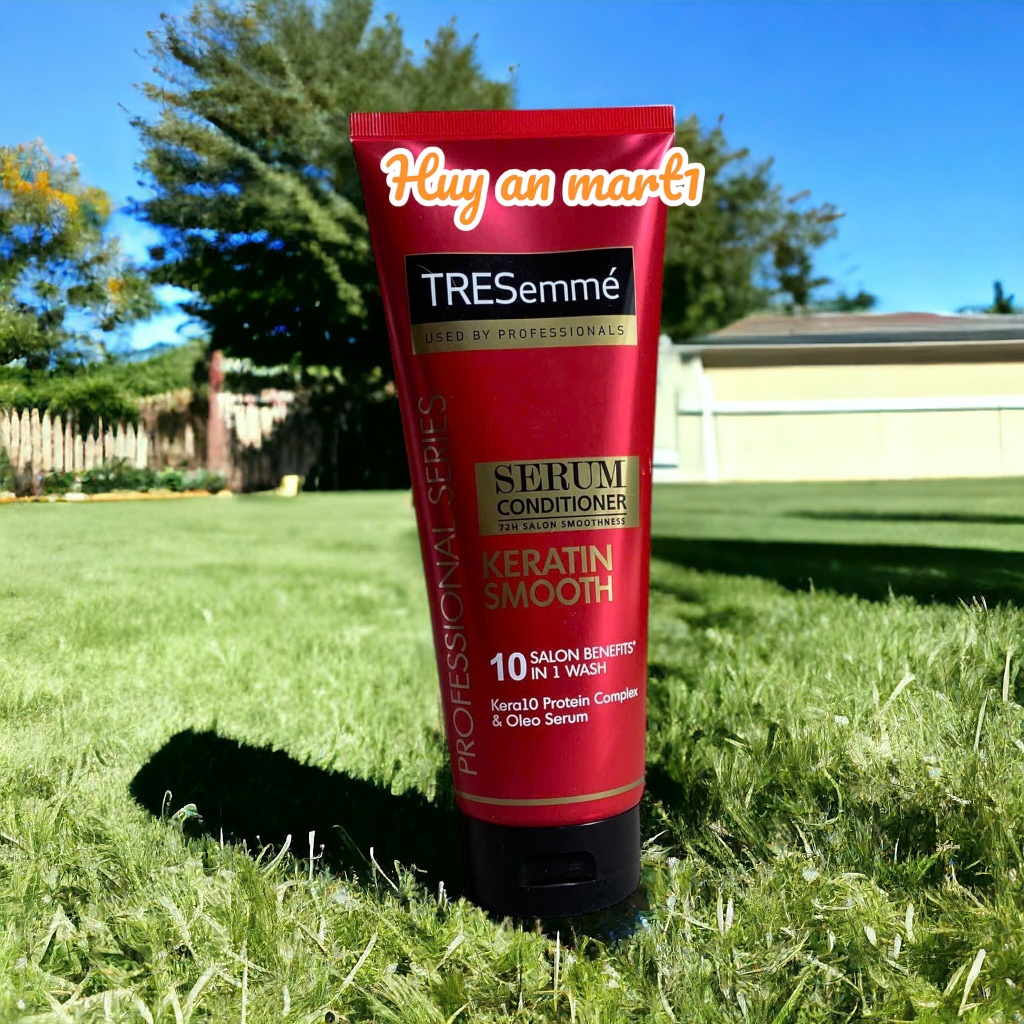 Huy an mart1
TRESemmé
USED BY PROFESSIONALS
PROFESSIONAL SERIES
SERUM
CONDITIONER
72H SALON SMOOTHNESS
KERATIN
SMOOTH
10 SALON BENEFITS*
IN 1 WASH
Kera10 Protein Complex
& Oleo Serum